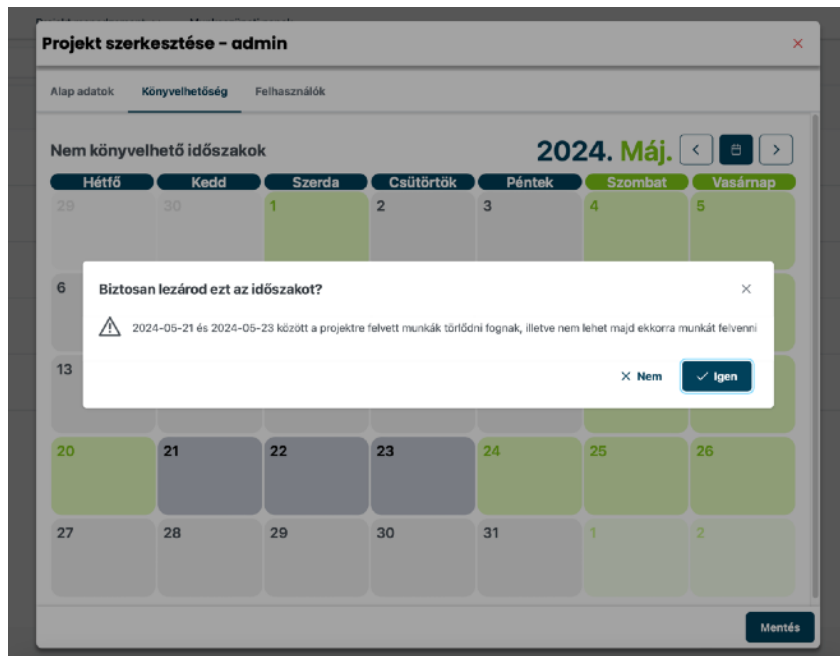 Projekt szerkesztése - admin
Alap adatok Könyvelhetőség Felhasználók
Nem könyvelhető időszakok 2024. Máj.
Hétfő Kedd Szerda Csütörtök Péntek Szombat Vasárnap
29 30 1 2 3 4 5
6
Biztosan lezárod ezt az időszakot?
2024-05-21 és 2024-05-23 között a projektre felvett munkák törlődni fognak, illetve nem lehet majd ekkorra munkát felvenni
13
Nem Igen
20 21 22 23 24 25 26
27 28 29 30 31 1 2
Mentés